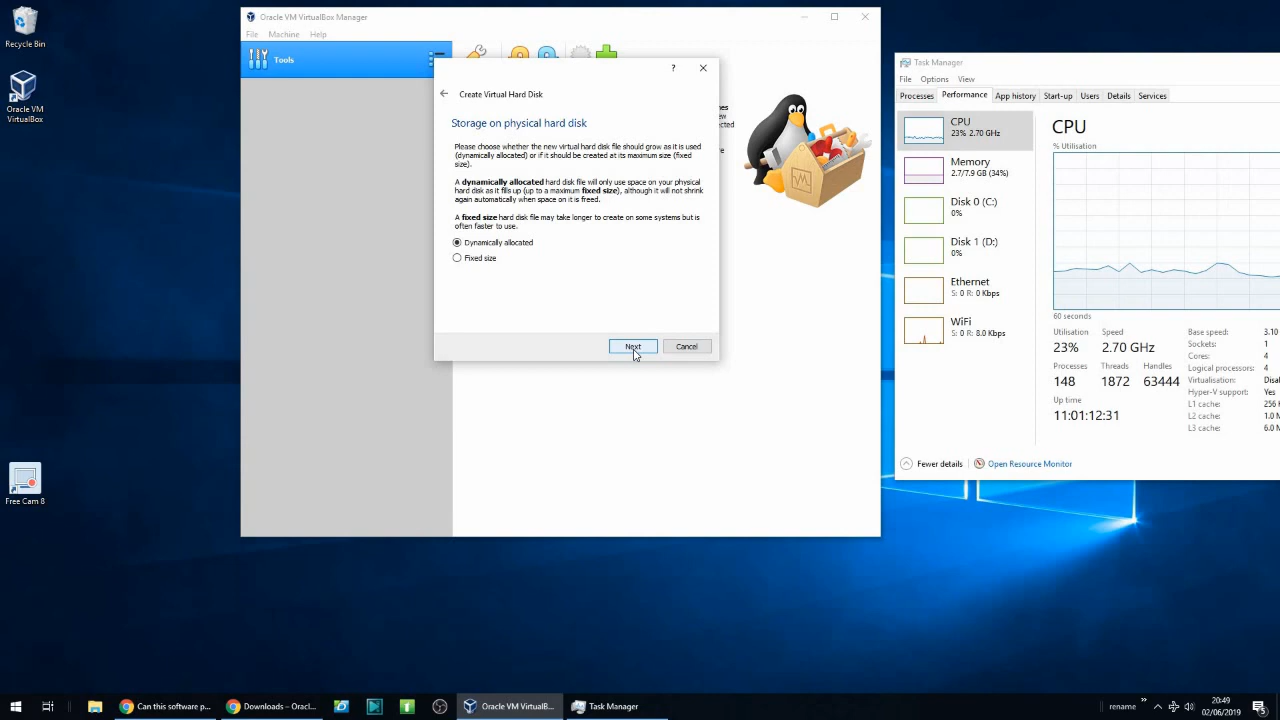 Recycle Bin
Oracle VM
VirtualBox
Free Cam 8
Oracle VM VirtualBox Manager
File Machine Help
Tools
?
Create Virtual Hard Disk
Storage on physical hard disk
Please choose whether the new virtual hard disk file should grow as it is used
(dynamically allocated) or if it should be created at its maximum size (fixed
size).
A dynamically allocated hard disk file will only use space on your physical
hard disk as it fills up (up to a maximum fixed size), although it will not shrink
again automatically when space on it is freed.
A fixed size hard disk file may take longer to create on some systems but is
often faster to use.
Dynamically allocated
Fixed size
Next Cancel
Task Manager
File Options View
Processes Performance App history Start-up Users Details Services
CPU
23% 2.70 GHz
Memory
2.7/7.9 GB (34%)
Disk 0 (C:)
0%
Disk 1 (D:)
0%
Ethernet
S: 0 R: 0 Kbps
WiFi
S: 0 R: 8.0 Kbps
CPU
% Utilisation
60 seconds
Utilisation Speed
23% 2.70 GHz
Processes Threads Handles
148 1872 63444
Up time
11:01:12:31
Base speed: 3.10
Sockets: 1
Cores: 4
Logical processors: 4
Virtualisation: Disal
Hyper-V support: Yes
L1 cache: 256
L2 cache: 1.0
L3 cache: 6.0
Fewer details Open Resource Monitor
Can this software p... Downloads – Oracl... Oracle VM VirtualB... Task Manager
rename
20:49
02/06/2019